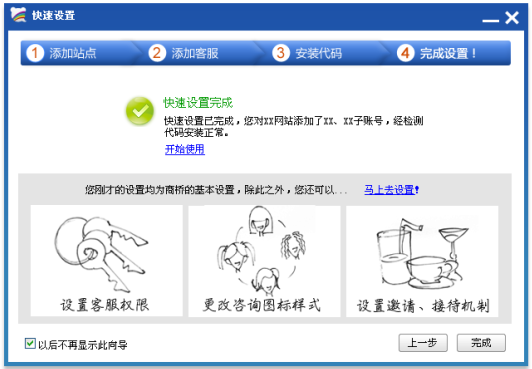 快速设置
1 添加站点 2 添加客服 3 安装代码 4 完成设置！
快速设置完成
快速设置已完成，您对XX网站添加了XX、XX子账号，经检测
代码安装正常。
开始使用
您刚才的设置均为商桥的基本设置，除此之外，您还可以... 马上去设置!
设置客服权限 更改咨询图标样式 设置邀请、接待机制
以后不再显示此向导 上一步 完成